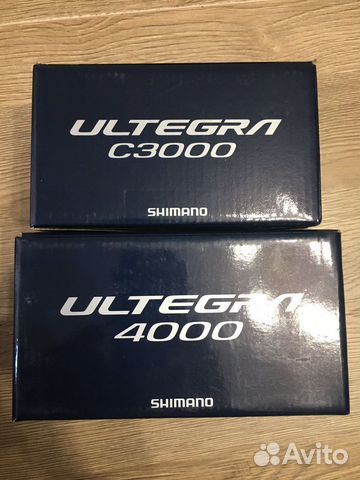 ULTEGRA
C3000
SHIMANO
ULTEGRA
4000
SHIMANO
Avito